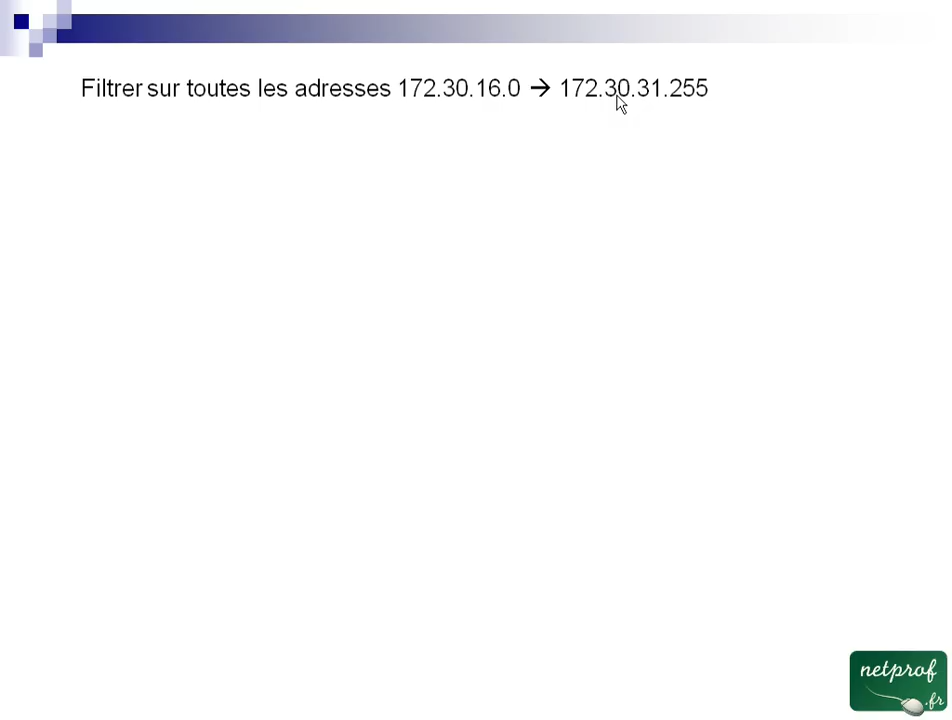 Filtrer sur toutes les adresses 172.30.16.0 → 172.30.31.255
netprof
.fr